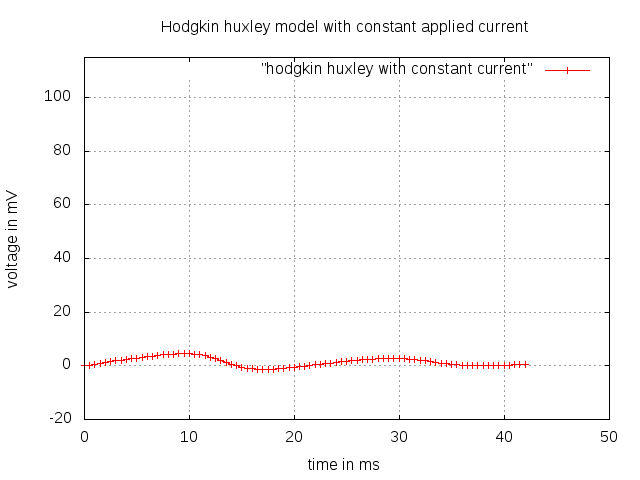 Hodgkin huxley model with constant applied current
"hodgkin huxley with constant current"
100
80
60
40
20
0
-20
voltage in mV
0 10 20 30 40 50
time in ms